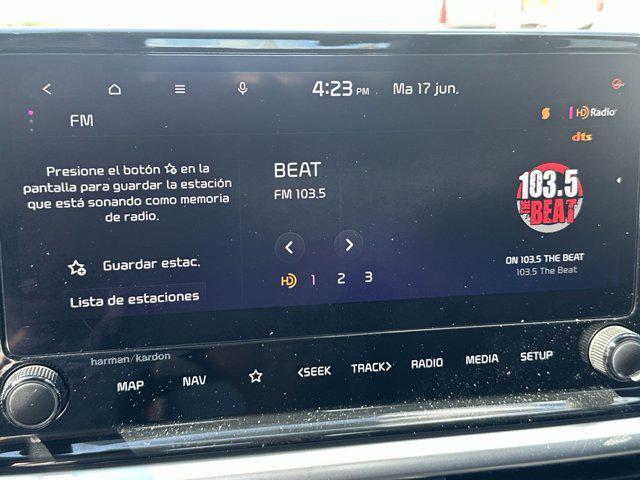 4:23 PM Ma 17 jun.
FM
HD Radio
dts
Presione el botón en la
pantalla para guardar la estación
que está sonando como memoria
de radio.
BEAT
FM 103.5
103.5
THE BEAT
Guardar estac.
Lista de estaciones
HD 1 2 3
ON 103.5 THE BEAT
103.5 The Beat
harman/kardon
MAP NAV <SEEK TRACK> RADIO MEDIA SETUP